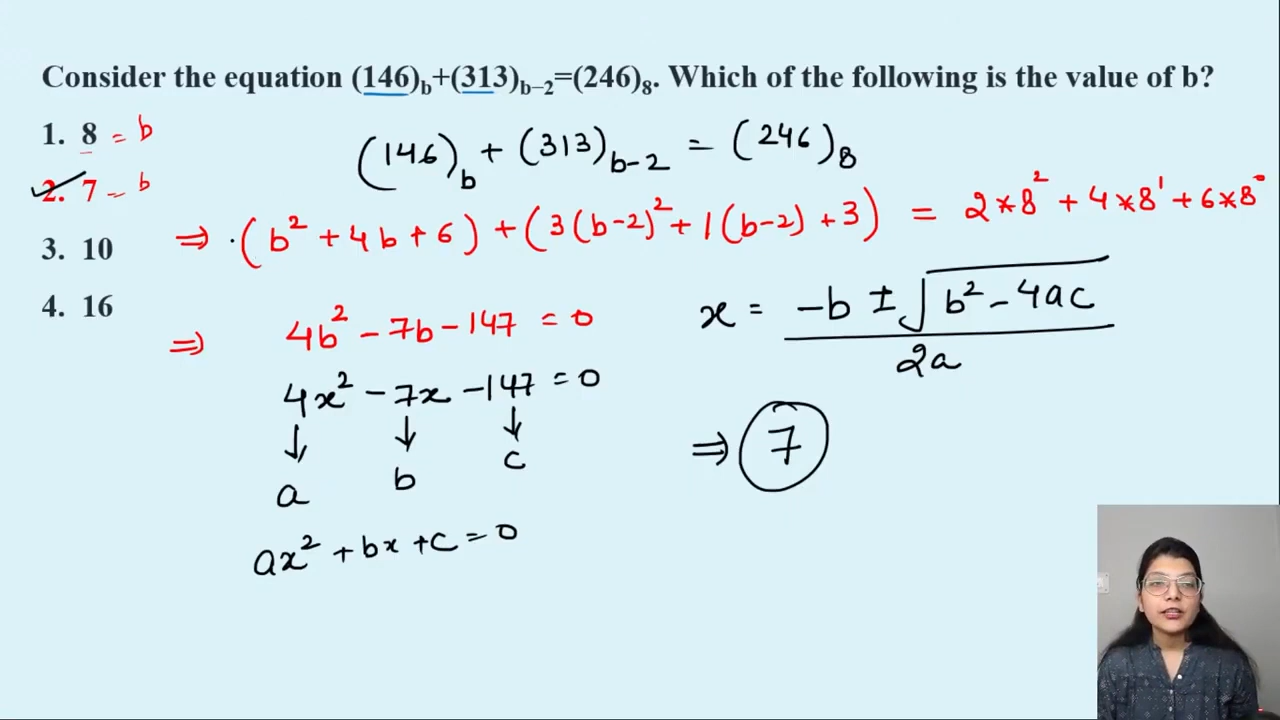 Consider the equation (146)b+(313)b−2=(246)8. Which of the following is the value of b?
1. 8 = b
2. 7 – b
3. 10
4. 16
(146)b + (313)b-2 = (246)8
⇒ (b² + 4b + 6) + (3(b-2)² + 1(b-2) + 3) = 2*8² + 4*8¹ + 6*8⁰
⇒ 4b² - 7b - 147 = 0
4x² - 7x - 147 = 0
↓ ↓ ↓
a b c
ax² + bx + c = 0
x = -b ± √b² - 4ac
2a
⇒ 7